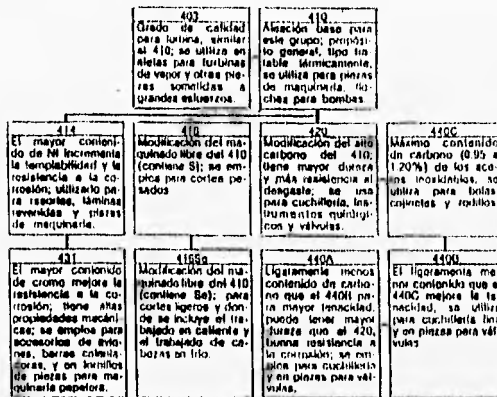 403
Grado de calidad
para turbina, similar
al 410; se utiliza en
aletas para turbinas
de vapor y otras pie-
zas sometidas a
grandes esfuerzos.
410
Aleación base para
este grupo; propósi-
to general, tipo tra-
table térmicamente,
se utiliza para piezas
de maquinaria, fle-
chas para bombas.
414
El mayor conteni-
do de Ni incrementa
la templabilidad y la
resistencia a la co-
rrosión; utilizarlo
para resortes, láminas
revenidas y piezas
de maquinaria.
416
Modificación del ma-
quinado libre del 410
(contiene S); se em-
plea para cortes pe-
sados
420
Modificación del alto
carbono del 410;
tiene mayor dureza
y más resistencia al
desgaste; se usa
para cuchillería, ins-
trumentos quirúrgi-
cos y válvulas.
440C
Máximo contenido
de carbono (0.95 a
1.20%) de los ace-
ros inoxidables, se
utiliza para bolas,
cojinetes y rodillos.
431
El mayor contenido
de cromo mejora la
resistencia a la co-
rrosión; tiene altas
propiedades mecáni-
cas; se emplea para
accesorios de avio-
nes, barras
y en tornillos
de piezas para ma-
quinaria papelera.
416Se
Modificación del ma-
quinado libre del 410
(contiene Se); para
cortes ligeros y don-
de se incluye el tra-
bajado en caliente y
el trabajado de ca-
bezas en frío.
440A
Ligeramente menos
contenido de carbo-
no que el 440B pa-
ra mayor tenacidad,
puede tener mayor
dureza que el 420,
buena resistencia a
la corrosión; se em-
plea para cuchillería
y en piezas para vál-
vulas.
440B
El ligeramente me-
nor contenido que el
440C mejora la te-
nacidad, se utiliza
para cuchillería fina
y en piezas para vál-
vulas